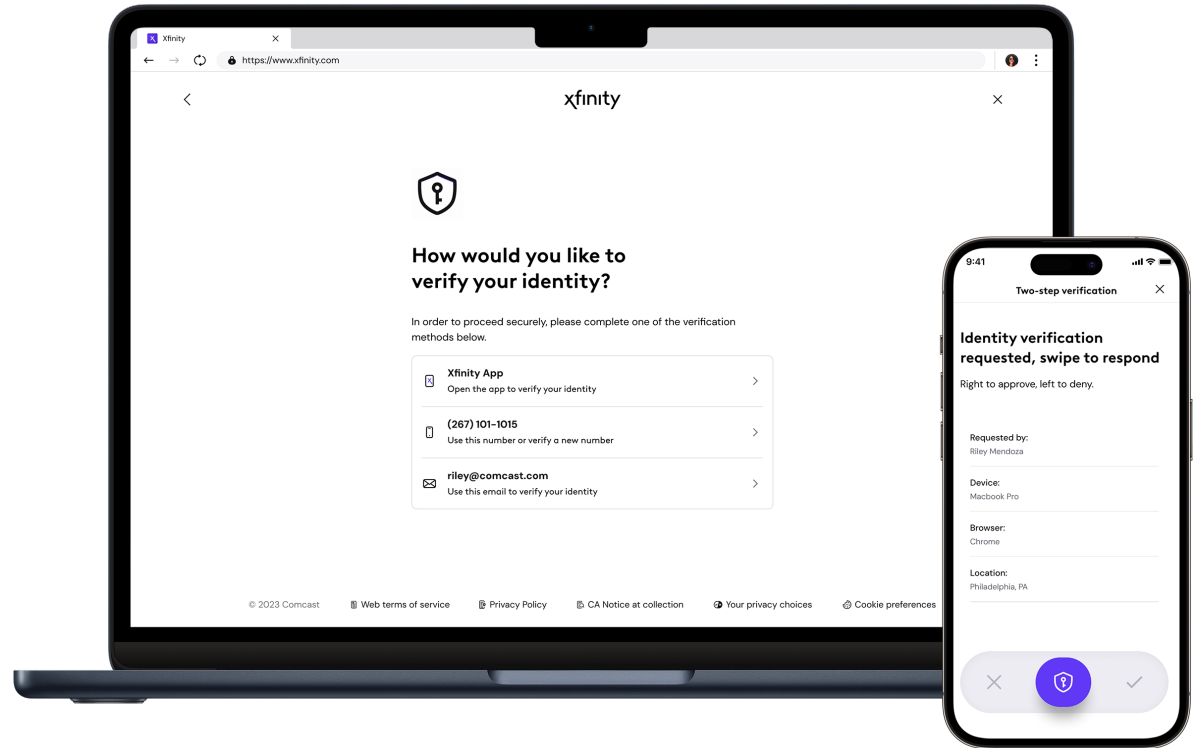 Xfinity
https://www.xfinity.com
xfinity
How would you like to
verify your identity?
In order to proceed securely, please complete one of the verification
methods below.
Xfinity App
Open the app to verify your identity
(267) 101-1015
Use this number or verify a new number
riley@comcast.com
Use this email to verify your identity
© 2023 Comcast
Web terms of service
Privacy Policy
CA Notice at collection
Your privacy choices
Cookie preferences
9:41
Two-step verification
Identity verification
requested, swipe to respond
Right to approve, left to deny.
Requested by:
Riley Mendoza
Device:
Macbook Pro
Browser:
Chrome
Location:
Philadelphia, PA